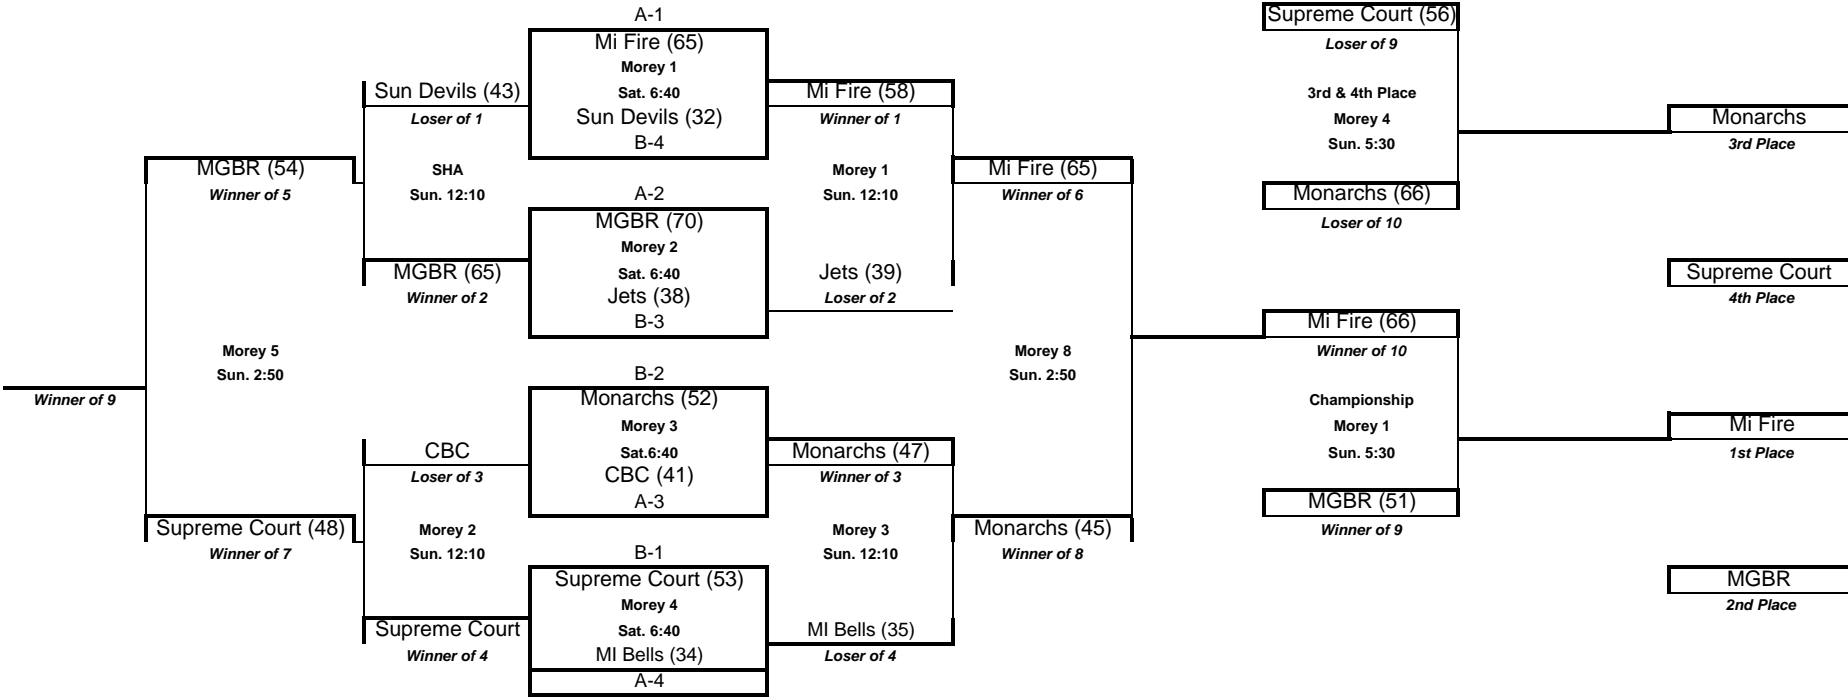 A-1
Mi Fire (65)
Morey 1
Sat. 6:40
Sun Devils (32)
B-4
A-2
MGBR (70)
Morey 2
Sat. 6:40
Jets (38)
B-3
B-2
Monarchs (52)
Morey 3
Sat.6:40
CBC (41)
A-3
B-1
Supreme Court (53)
Morey 4
Sat. 6:40
MI Bells (34)
A-4
Sun Devils (43)
Loser of 1
SHA
Sun. 12:10
MGBR (65)
Winner of 2
CBC
Loser of 3
Morey 2
Sun. 12:10
Supreme Court
Winner of 4
MGBR (54)
Winner of 5
Morey 5
Sun. 2:50
Supreme Court (48)
Winner of 7
Winner of 9
Mi Fire (58)
Winner of 1
Morey 1
Sun. 12:10
Jets (39)
Loser of 2
Monarchs (47)
Winner of 3
Morey 3
Sun. 12:10
MI Bells (35)
Loser of 4
Mi Fire (65)
Winner of 6
Morey 8
Sun. 2:50
Monarchs (45)
Winner of 8
Supreme Court (56)
Loser of 9
3rd & 4th Place
Morey 4
Sun. 5:30
Monarchs (66)
Loser of 10
Mi Fire (66)
Winner of 10
Championship
Morey 1
Sun. 5:30
MGBR (51)
Winner of 9
Monarchs
3rd Place
Supreme Court
4th Place
Mi Fire
1st Place
MGBR
2nd Place